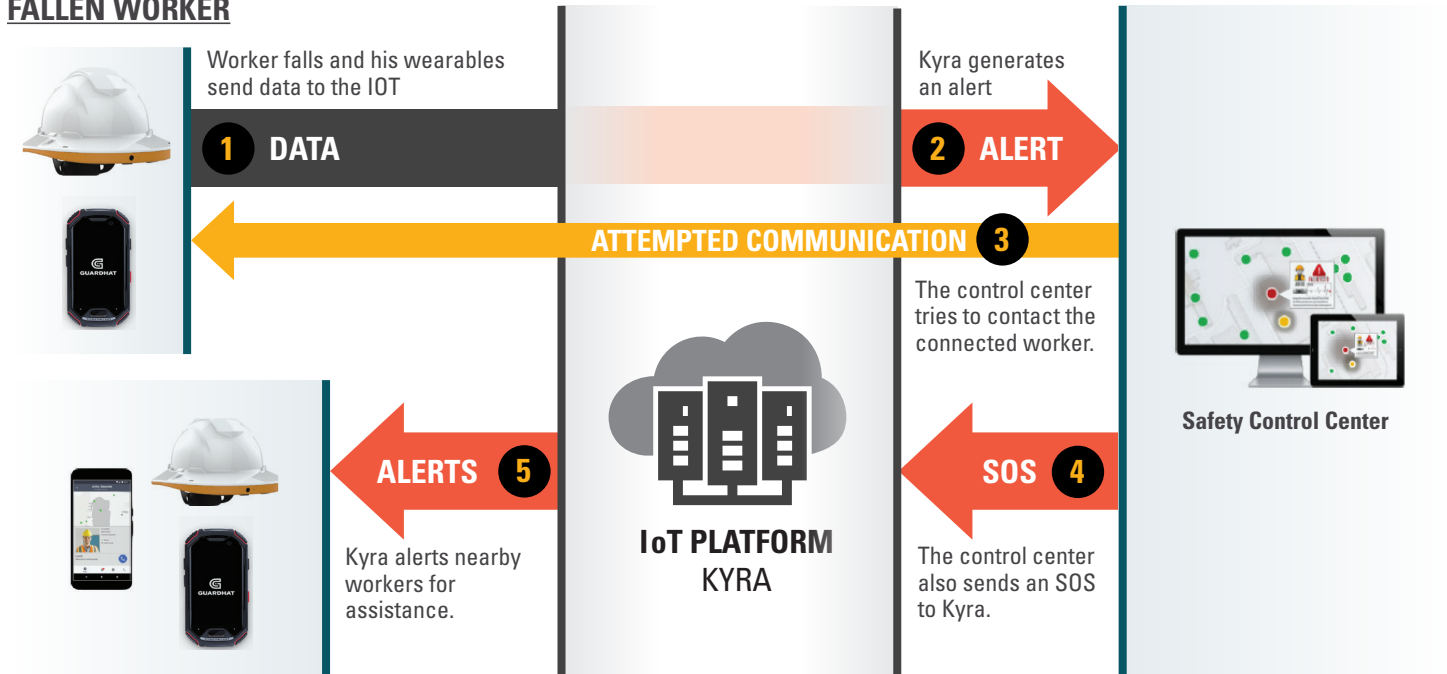 FALLEN WORKER
Worker falls and his wearables
send data to the IOT
1 DATA
Kyra generates
an alert
2 ALERT
ATTEMPTED COMMUNICATION 3
The control center
tries to contact the
connected worker.
G
GUARDHAT
Safety Control Center
SOS 4
The control center
also sends an SOS
to Kyra.
IoT PLATFORM
KYRA
ALERTS 5
Kyra alerts nearby
workers for
assistance.
G
GUARDHAT